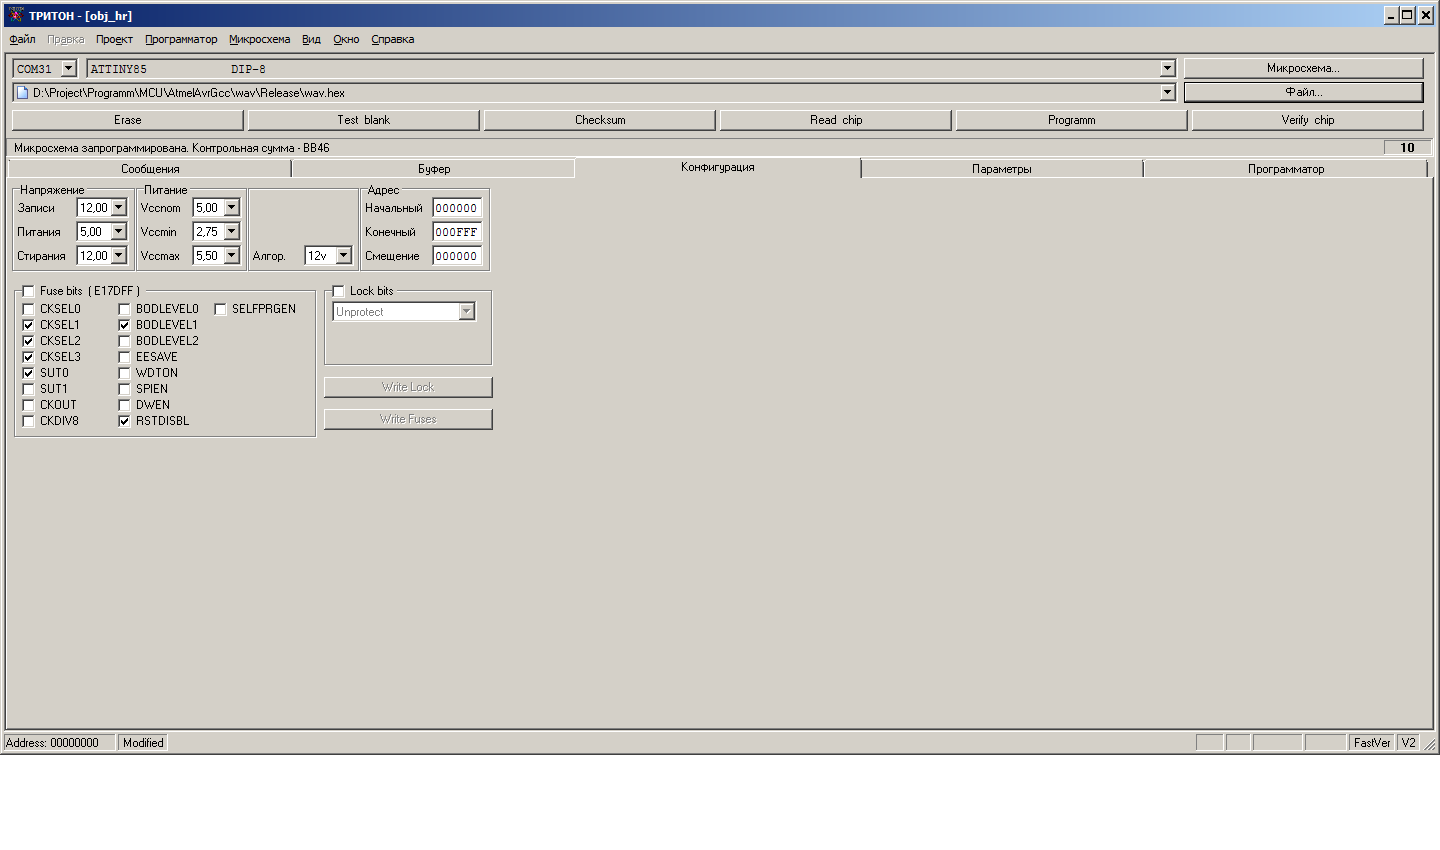 ТРИТОН - [obj_hr]
Файл Правка Проект Программатор Микросхема Вид Окно Справка
COM31 ATTINY85 DIP-8 Микросхема...
D:\Project\Programm\MCU\AtmelAvrGcc\wav\Release\wav.hex Файл...
Erase Test blank Checksum Read chip Programm Verify chip
Микросхема запрограммирована. Контрольная сумма - BB46 10
Сообщения Буфер Конфигурация Параметры Программатор
Напряжение Питание Адрес
Записи 12,00 Vccnom 5,00 Начальный 000000
Питания 5,00 Vccmin 2,75 Конечный 000FFF
Стирания 12,00 Vccmax 5,50 Алгор. 12v Смещение 000000
Fuse bits ( E17DFF ) Lock bits
CKSEL0 BODLEVEL0 SELFPRGEN Unprotect
CKSEL1 BODLEVEL1
CKSEL2 BODLEVEL2
CKSEL3 EESAVE
SUT0 WDTON
SUT1 SPIEN Write Lock
CKOUT DWEN
CKDIV8 RSTDISBL Write Fuses
Address: 00000000 Modified FastVer V2